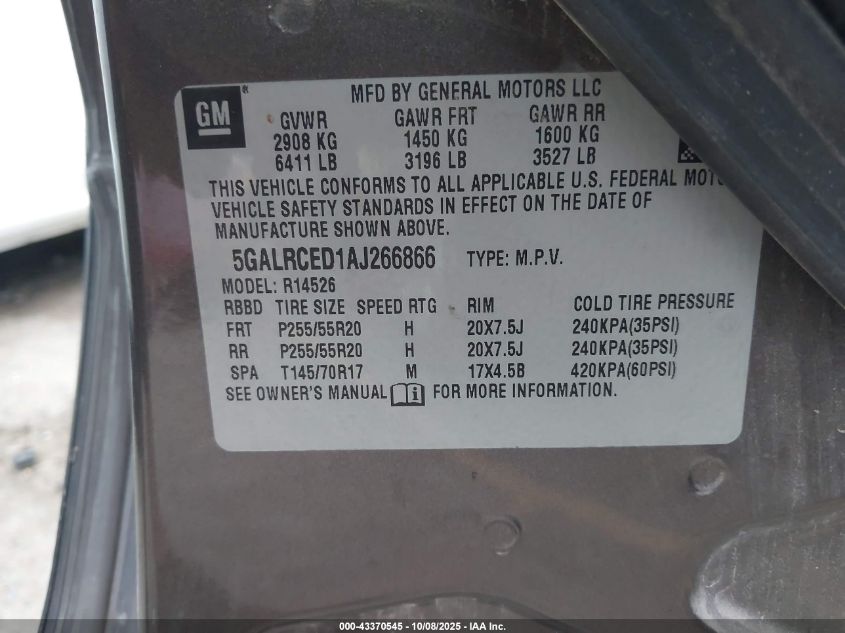 GM
MFD BY GENERAL MOTORS LLC
GVWR GAWR FRT GAWR RR
2908 KG 1450 KG 1600 KG
6411 LB 3196 LB 3527 LB
THIS VEHICLE CONFORMS TO ALL APPLICABLE U.S. FEDERAL
VEHICLE SAFETY STANDARDS IN EFFECT ON THE DATE OF
MANUFACTURE SHOWN ABOVE.
5GALRCED1AJ266866 TYPE: M.P.V.
MODEL: R14526
RBBD TIRE SIZE SPEED RTG RIM COLD TIRE PRESSURE
FRT P255/55R20 H 20X7.5J 240KPA(35PSI)
RR P255/55R20 H 20X7.5J 240KPA(35PSI)
SPA T145/70R17 M 17X4.5B 420KPA(60PSI)
SEE OWNER'S MANUAL i FOR MORE INFORMATION.
000-43370545 - 10/08/2025 - IAA Inc.